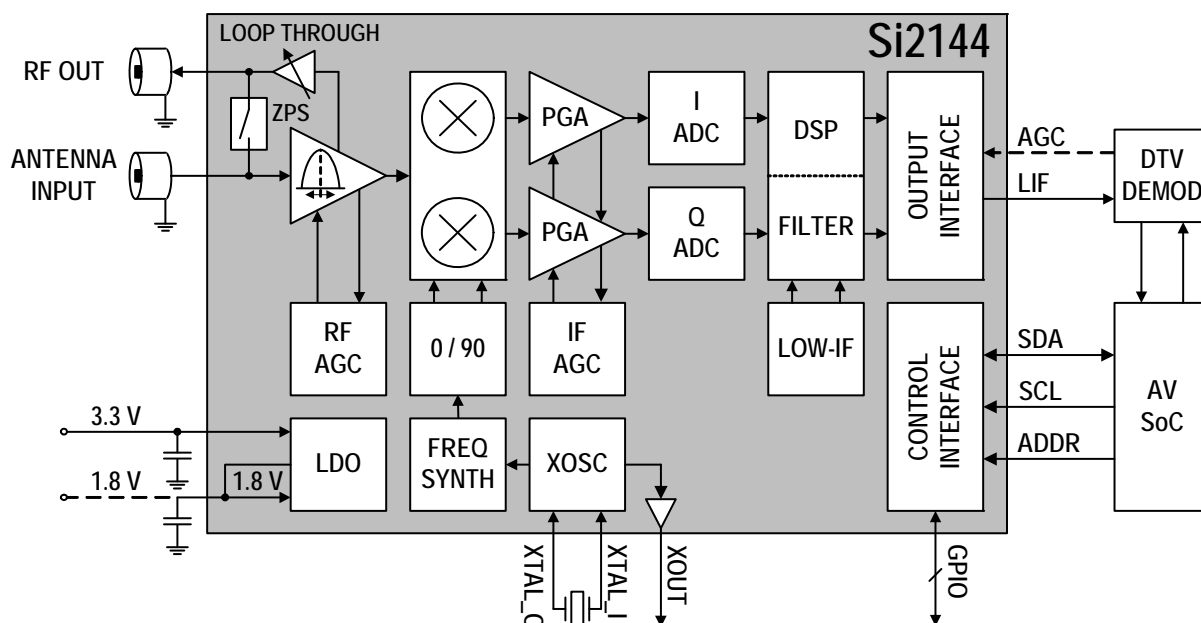 Si2144
LOOP THROUGH
RF OUT
ZPS
ANTENNA
INPUT
PGA
PGA
I
ADC
Q
ADC
DSP
FILTER
OUTPUT
INTERFACE
AGC
LIF
DTV
DEMOD
RF
AGC
0 / 90
IF
AGC
LOW-IF
CONTROL
INTERFACE
SDA
SCL
ADDR
AV
SoC
3.3 V
1.8 V
1.8 V
LDO
FREQ
SYNTH
XOSC
XTAL_I
XOUT
GPIO